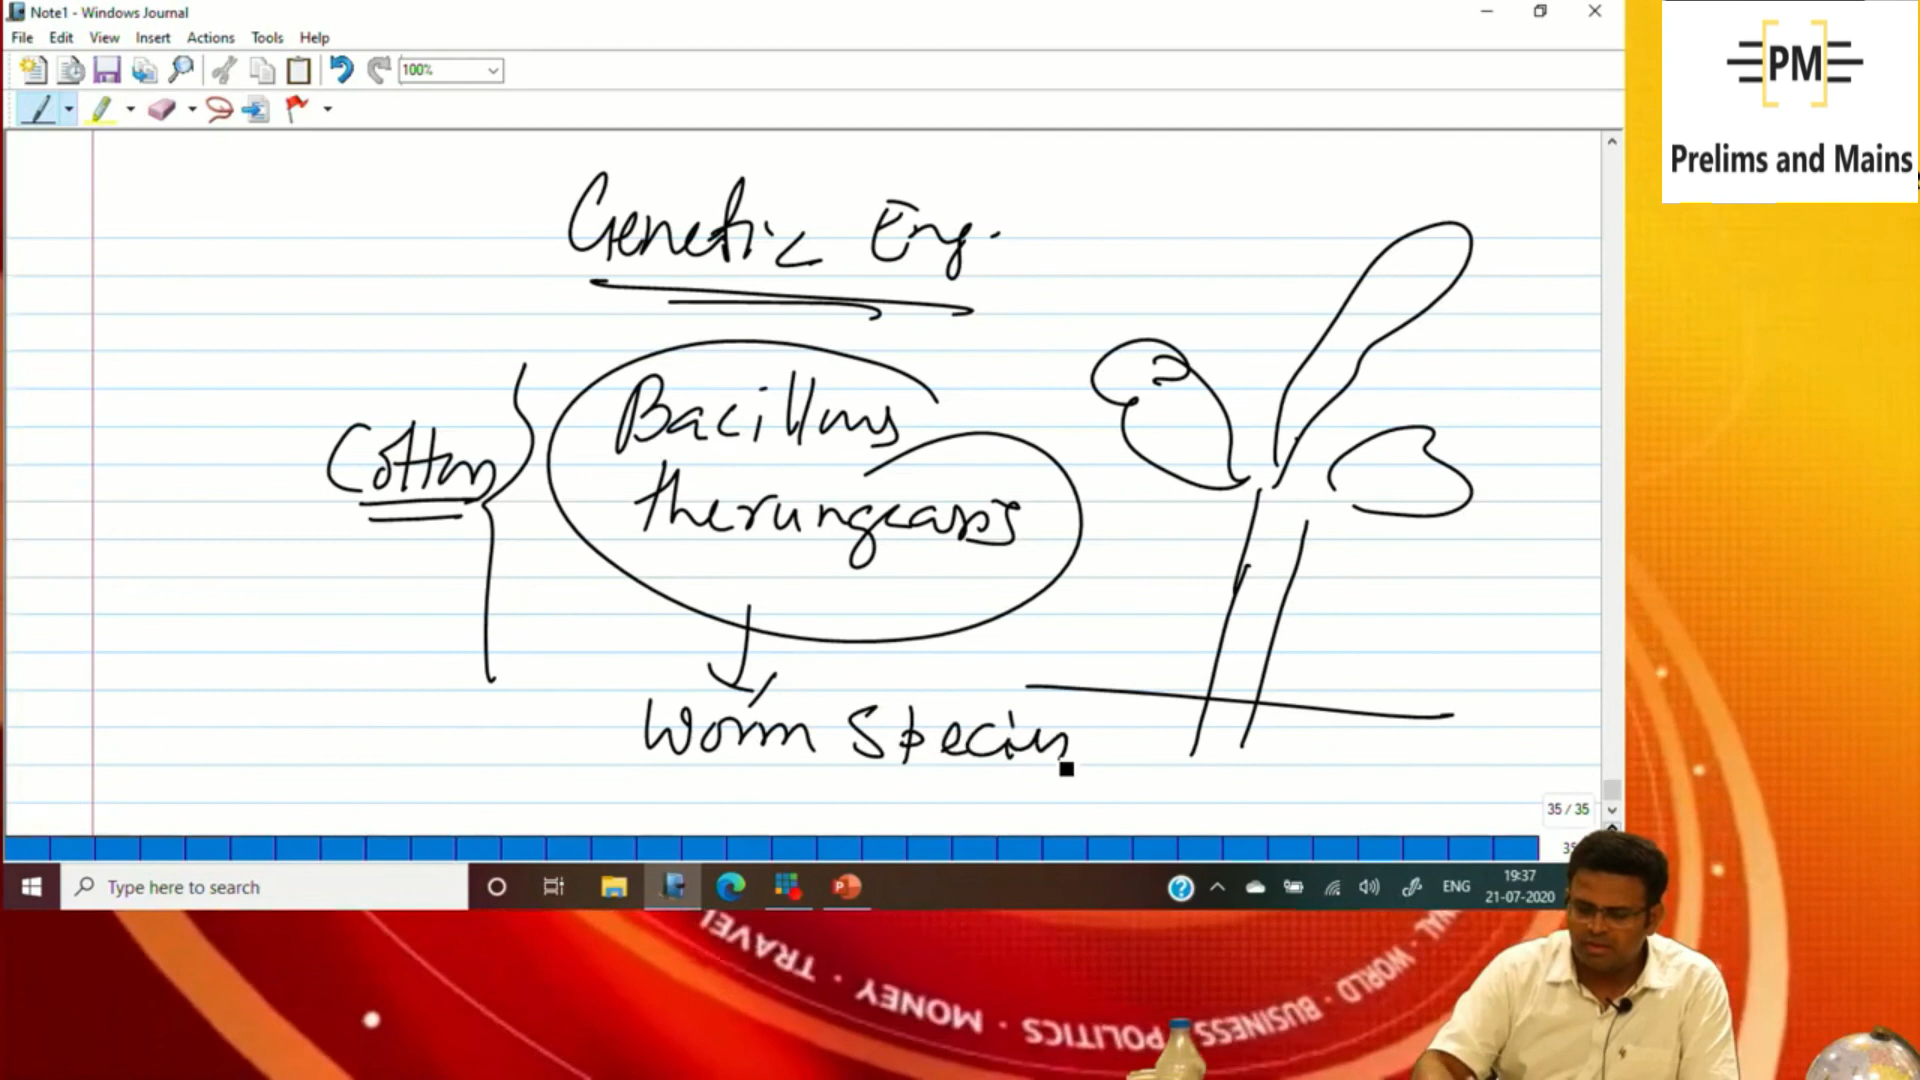 Note1 - Windows Journal
File Edit View Insert Actions Tools Help
100%
PM
Prelims and Mains
Genetic Eng.
Bacillus
Cotton
therungeasis
Worm Species
35 / 35
35
Type here to search
ENG
19:37
21-07-2020
TRAVEL · MONEY · POLITICS · BUSINESS · WORLD ·